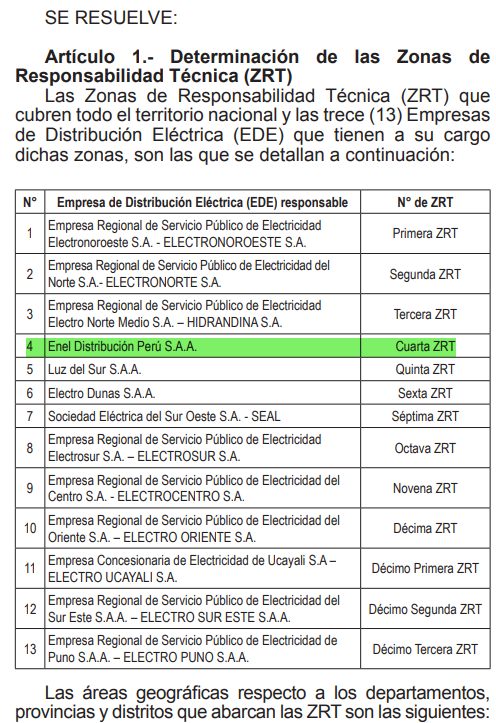 SE RESUELVE:
Artículo 1.- Determinación de las Zonas de
Responsabilidad Técnica (ZRT)
Las Zonas de Responsabilidad Técnica (ZRT) que
cubren todo el territorio nacional y las trece (13) Empresas
de Distribución Eléctrica (EDE) que tienen a su cargo
dichas zonas, son las que se detallan a continuación:
N° Empresa de Distribución Eléctrica (EDE) responsable N° de ZRT
1 Empresa Regional de Servicio Público de Electricidad
Electronoroeste S.A. - ELECTRONOROESTE S.A. Primera ZRT
2 Empresa Regional de Servicio Público de Electricidad del
Norte S.A.- ELECTRONORTE S.A. Segunda ZRT
3 Empresa Regional de Servicio Público de Electricidad
Electro Norte Medio S.A. – HIDRANDINA S.A. Tercera ZRT
4 Enel Distribución Perú S.A.A. Cuarta ZRT
5 Luz del Sur S.A.A. Quinta ZRT
6 Electro Dunas S.A.A. Sexta ZRT
7 Sociedad Eléctrica del Sur Oeste S.A. - SEAL Séptima ZRT
8 Empresa Regional de Servicio Público de Electricidad
Electrosur S.A. – ELECTROSUR S.A. Octava ZRT
9 Empresa Regional de Servicio Público de Electricidad del
Centro S.A. - ELECTROCENTRO S.A. Novena ZRT
10 Empresa Regional de Servicio Público de Electricidad del
Oriente S.A. – ELECTRO ORIENTE S.A. Décima ZRT
11 Empresa Concesionaria de Electricidad de Ucayali S.A –
ELECTRO UCAYALI S.A. Décimo Primera ZRT
12 Empresa Regional de Servicio Público de Electricidad del
Sur Este S.A.A. – ELECTRO SUR ESTE S.A.A. Décimo Segunda ZRT
13 Empresa Regional de Servicio Público de Electricidad de
Puno S.A.A. – ELECTRO PUNO S.A.A. Décimo Tercera ZRT
Las áreas geográficas respecto a los departamentos,
provincias y distritos que abarcan las ZRT son las siguientes: